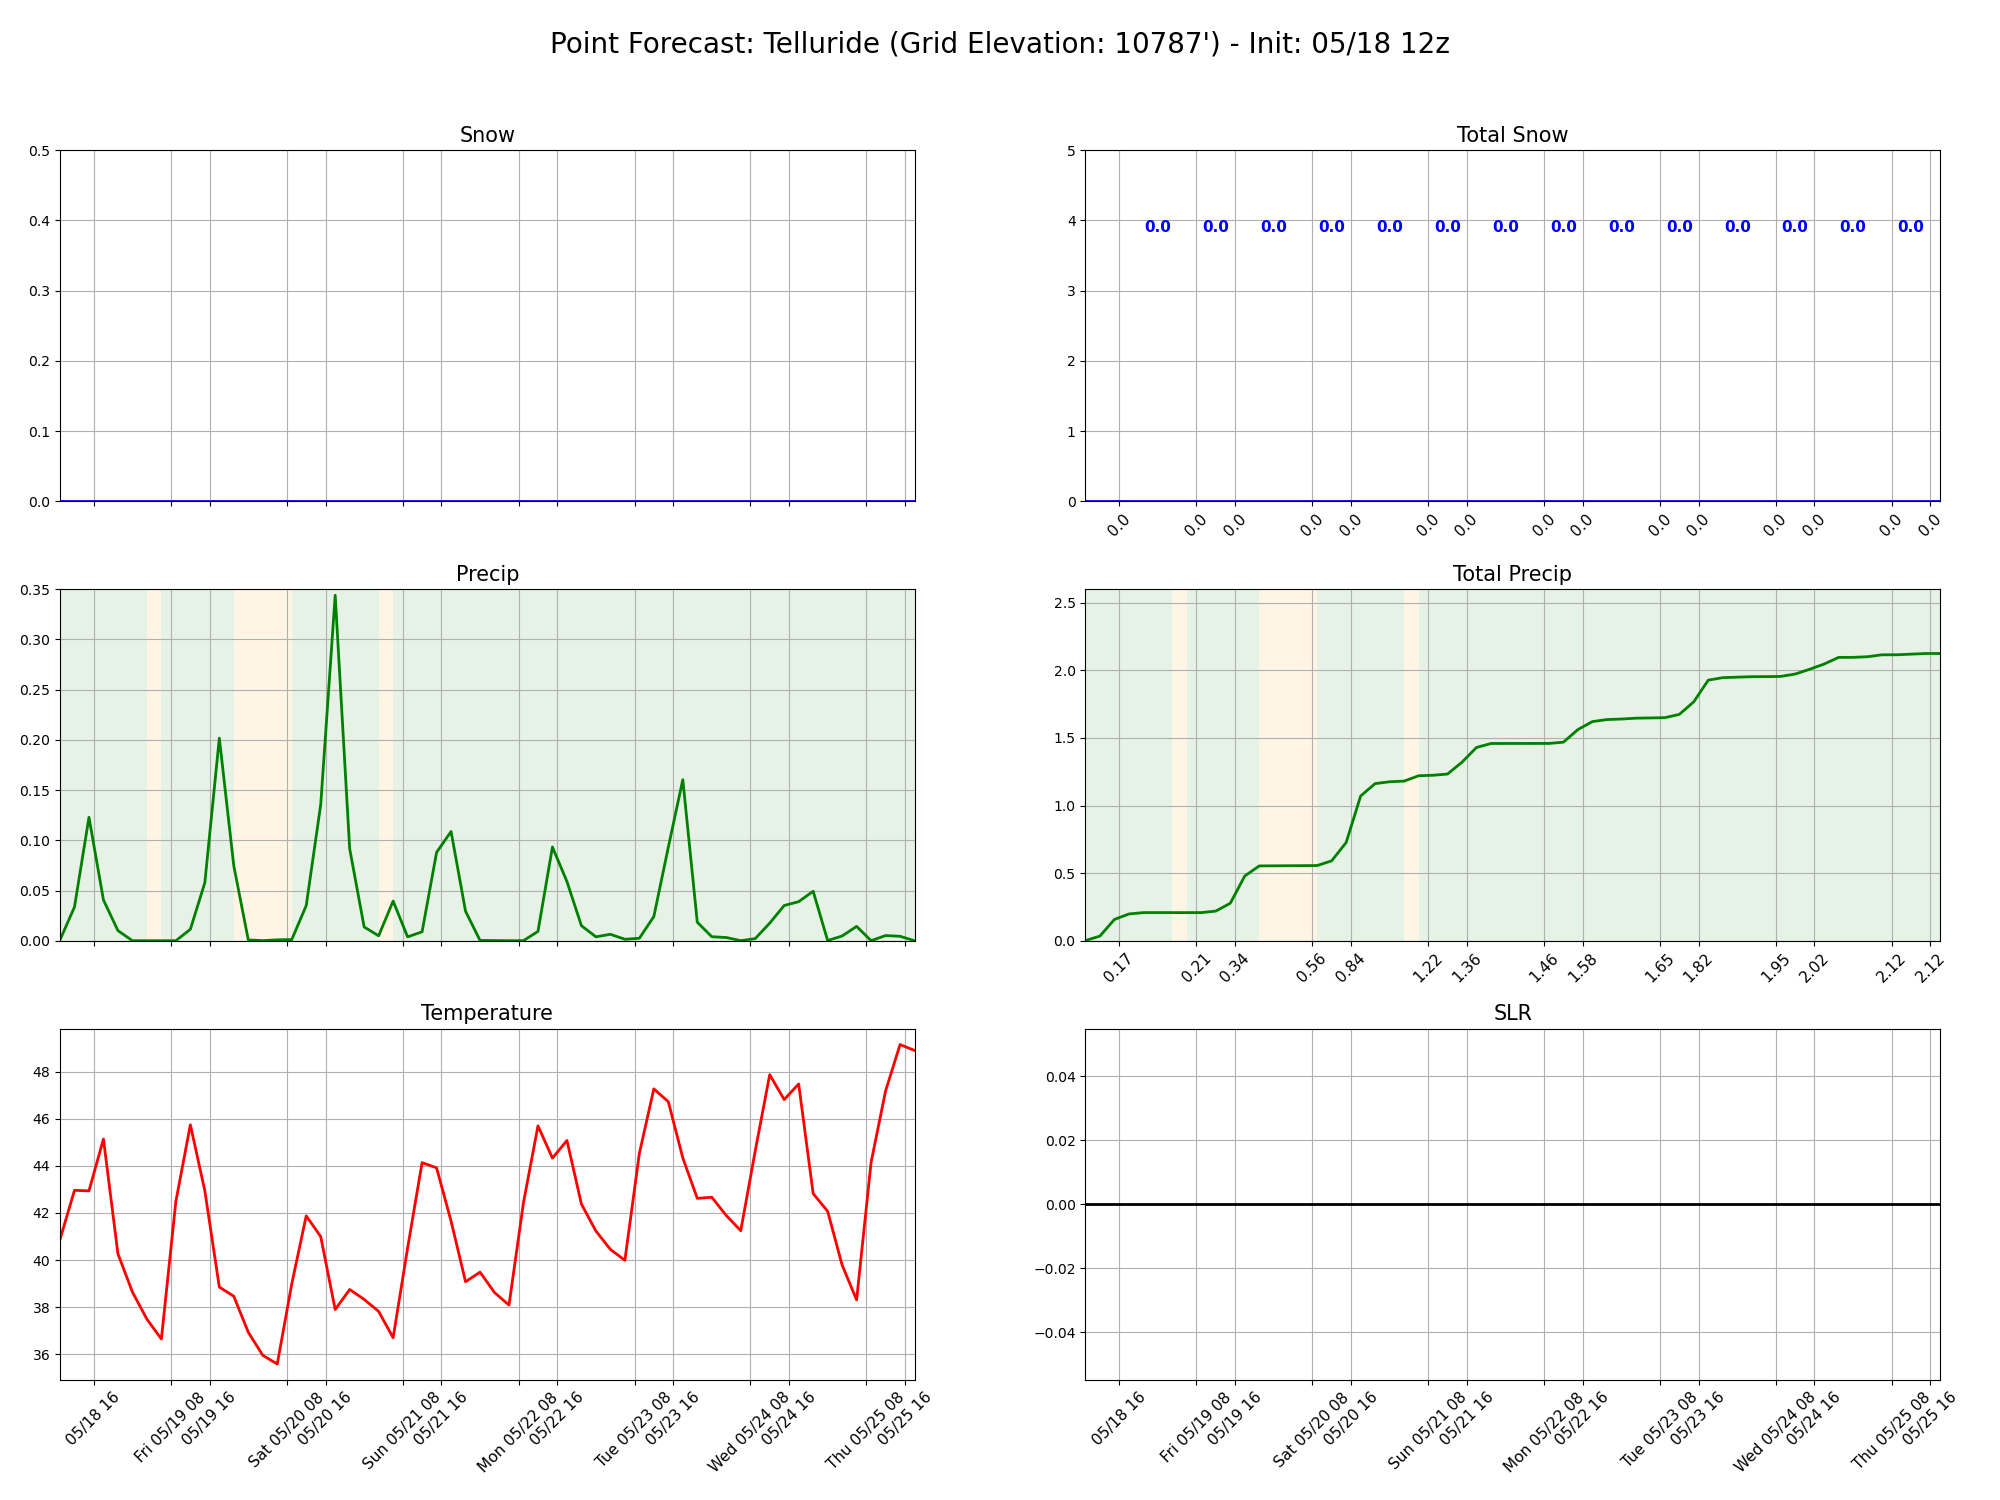 Point Forecast: Telluride (Grid Elevation: 10787') - Init: 05/18 12z
Snow
0.5
0.4
0.3
0.2
0.1
0.0
Total Snow
5
4
3
2
1
0
0.0 0.0 0.0 0.0 0.0 0.0 0.0 0.0 0.0 0.0 0.0 0.0 0.0 0.0
0.0 0.0 0.0 0.0 0.0 0.0 0.0 0.0 0.0 0.0 0.0 0.0 0.0 0.0 0.0
Precip
0.35
0.30
0.25
0.20
0.15
0.10
0.05
0.00
Total Precip
2.5
2.0
1.5
1.0
0.5
0.0
0.17 0.21 0.34 0.56 0.84 1.22 1.36 1.46 1.58 1.65 1.82 1.95 2.02 2.12 2.12
Temperature
48
46
44
42
40
38
36
05/18 16
Fri 05/19 08
05/19 16
Sat 05/20 08
05/20 16
Sun 05/21 08
05/21 16
Mon 05/22 08
05/22 16
Tue 05/23 08
05/23 16
Wed 05/24 08
05/24 16
Thu 05/25 08
05/25 16
SLR
0.04
0.02
0.00
−0.02
−0.04
05/18 16
Fri 05/19 08
05/19 16
Sat 05/20 08
05/20 16
Sun 05/21 08
05/21 16
Mon 05/22 08
05/22 16
Tue 05/23 08
05/23 16
Wed 05/24 08
05/24 16
Thu 05/25 08
05/25 16